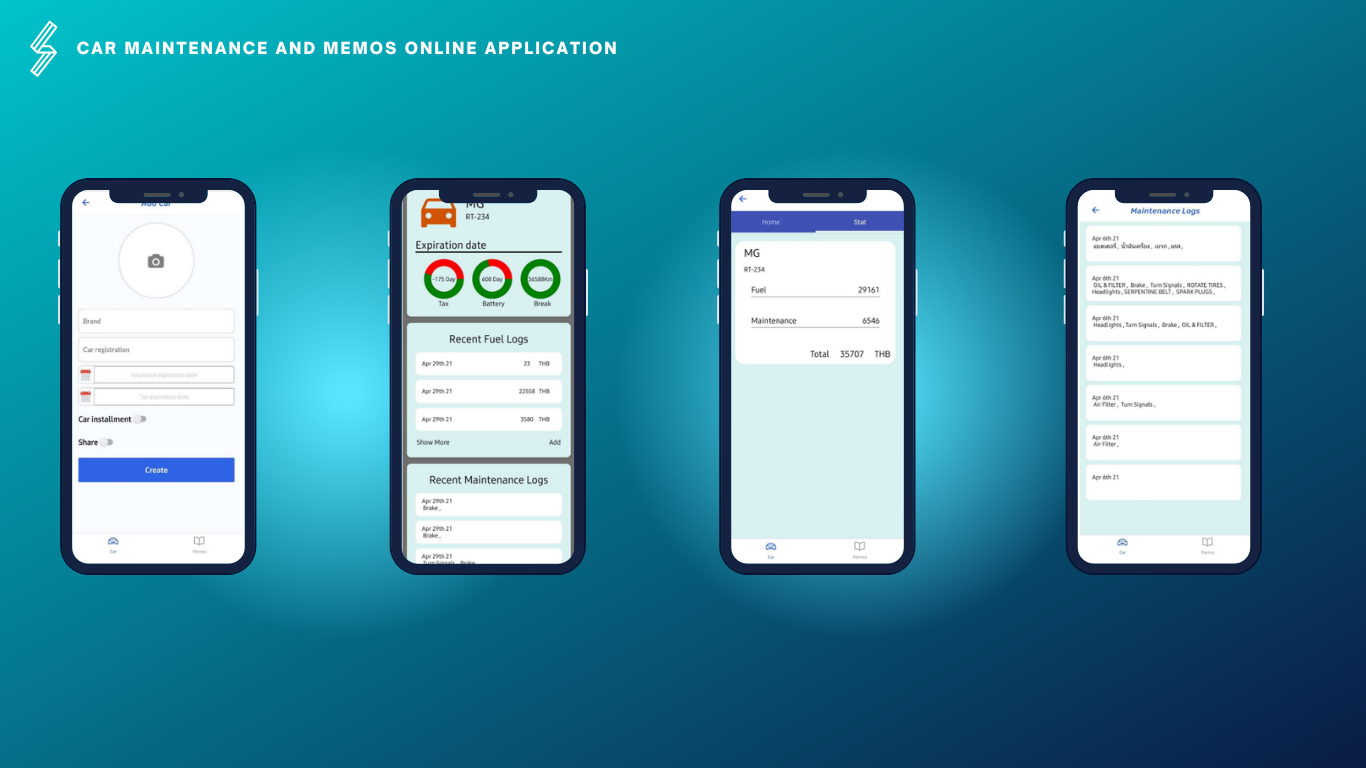 CAR MAINTENANCE AND MEMOS ONLINE APPLICATION
Add Car
Brand
Car registration
Insurance expiration date
Tax expiration date
Car installment
Share
Create
Car
Memos
MG
RT-234
Expiration date
-175 Day
608 Day
36588Km
Tax
Battery
Break
Recent Fuel Logs
Apr 29th 21 23 THB
Apr 29th 21 22558 THB
Apr 29th 21 3580 THB
Show More Add
Recent Maintenance Logs
Apr 29th 21
Brake ,
Apr 29th 21
Brake ,
Apr 29th 21
Turn Signals , Brake
Home Stat
MG
RT-234
Fuel 29161
Maintenance 6546
Total 35707 THB
Car
Memos
Maintenance Logs
Apr 6th 21
แบตเตอรี่ , น้ำมันเครื่อง , เบรก ,
Apr 6th 21
OIL & FILTER , Brake , Turn Signals , ROTATE TIRES ,
Headlights , SERPENTINE BELT , SPARK PLUGS ,
Apr 6th 21
Headlights , Turn Signals , Brake , OIL & FILTER ,
Apr 6th 21
Headlights ,
Apr 6th 21
Air Filter , Turn Signals ,
Apr 6th 21
Air Filter ,
Apr 6th 21
Car
Memos